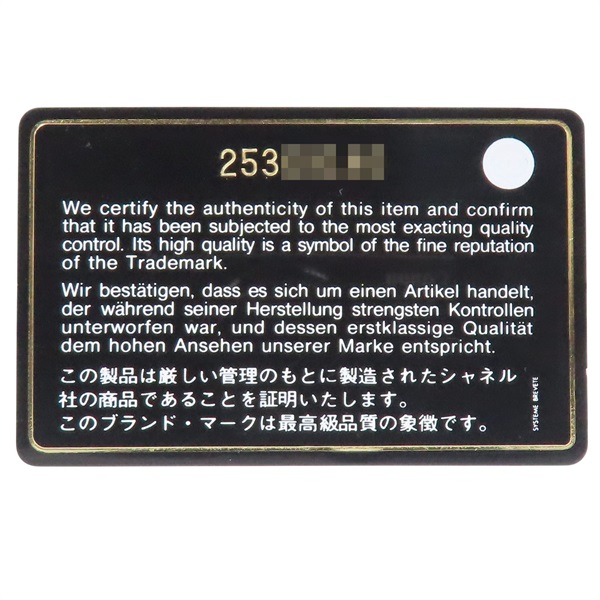 253
We certify the authenticity of this item and confirm
that it has been subjected to the most exacting quality
control. Its high quality is a symbol of the fine reputation
of the Trademark.
Wir bestätigen, dass es sich um einen Artikel handelt,
der während seiner Herstellung strengsten Kontrollen
unterworfen war, und dessen erstklassige Qualität
dem hohen Ansehen unserer Marke entspricht.
この製品は厳しい管理のもとに製造されたシャネル
社の商品であることを証明いたします。
このブランド・マークは最高級品質の象徴です。
SYSTEME BREVETE